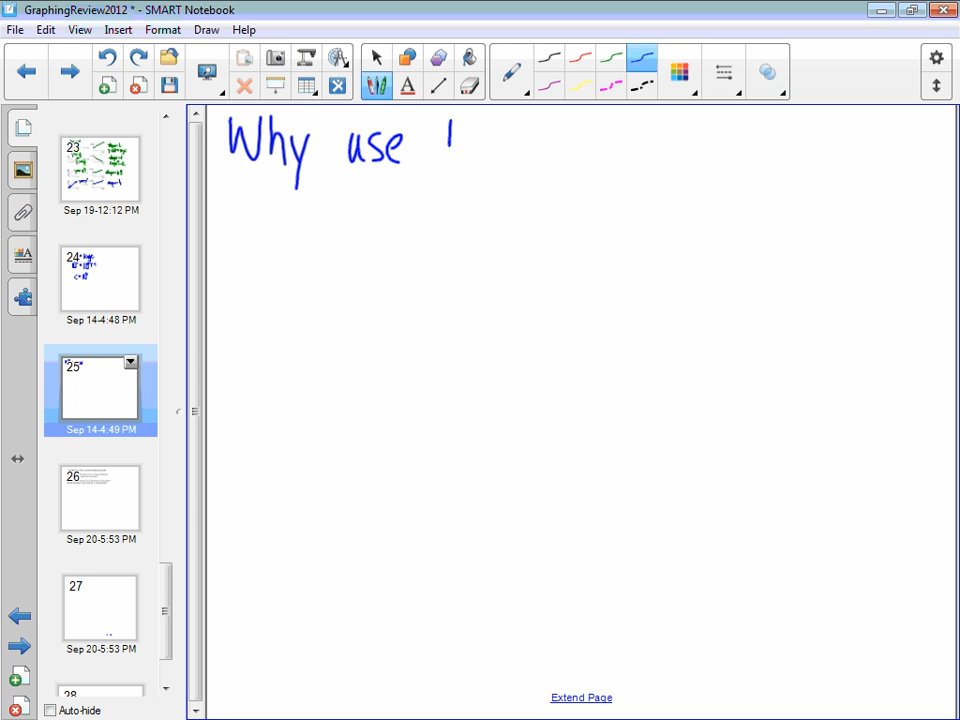 GraphingReview2012 * - SMART Notebook
File Edit View Insert Format Draw Help
Why use
23
Sep 19-12:12 PM
24
Sep 14-4:48 PM
25
Sep 14-4:49 PM
26
Sep 20-5:53 PM
27
Sep 20-5:53 PM
28
Auto-hide
Extend Page